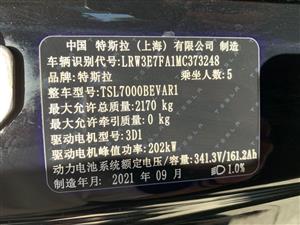 中国 特斯拉（上海）有限公司 制造
车辆识别代号：LRW3E7FA1MC373248
品牌：特斯拉 乘坐人数：5
整车型号：TSL7000BEVAR1
最大允许总质量：2170 kg
最大允许牵引质量：0 kg
驱动电机型号：3D1
驱动电机峰值功率：202kW
动力电池系统额定电压/容量：341.3V/161.2Ah
制造年月：2021 年 09 月 1.0%